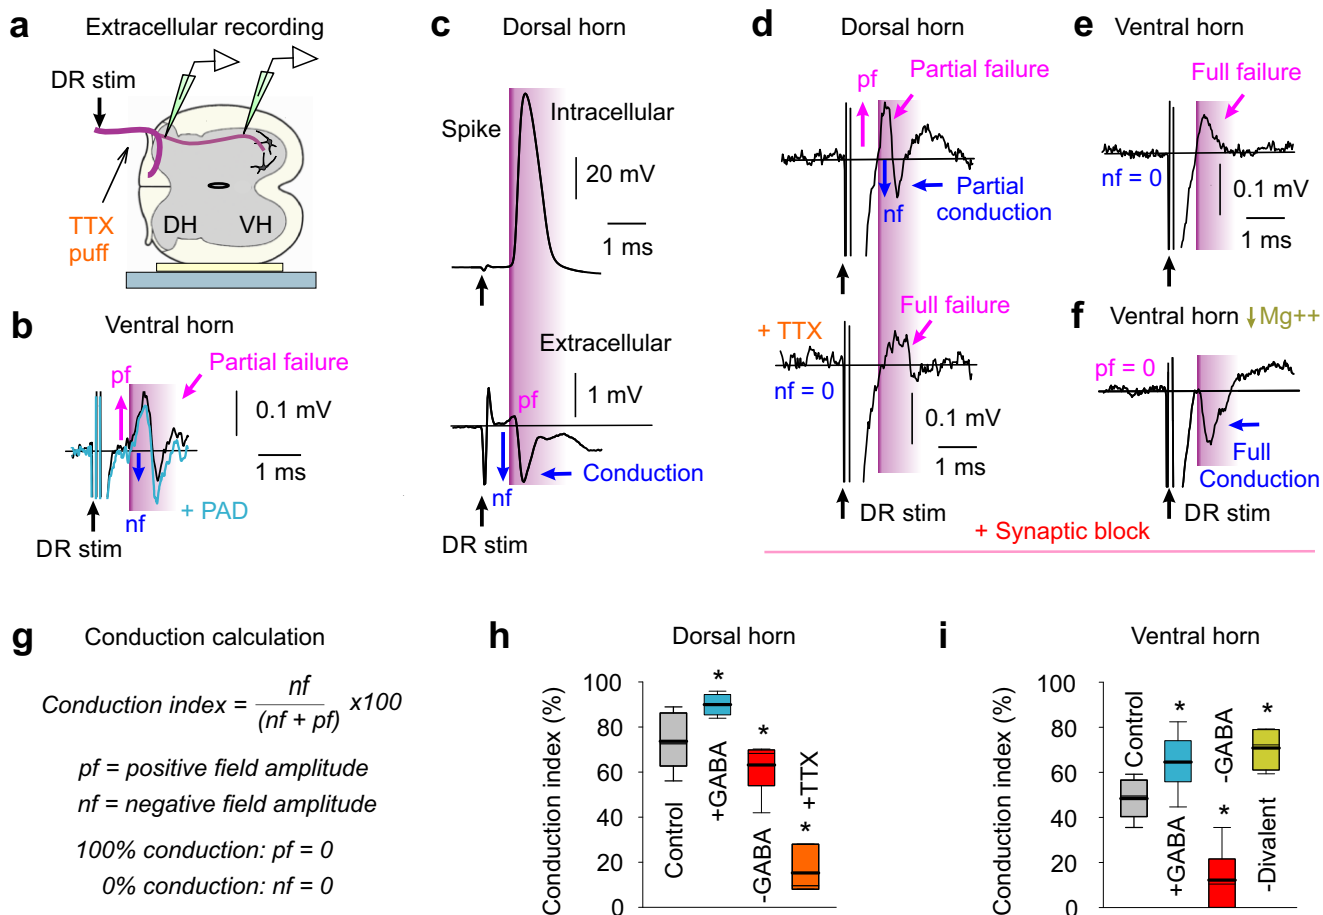 a Extracellular recording
DR stim
TTX
puff
DH
VH
b Ventral horn
pf
Partial failure
0.1 mV
1 ms
nf
+ PAD
DR stim
c Dorsal horn
Spike
Intracellular
20 mV
1 ms
Extracellular
pf
1 mV
nf
Conduction
DR stim
d Dorsal horn
pf
Partial failure
nf
Partial
conduction
+ TTX
Full failure
nf = 0
0.1 mV
1 ms
DR stim
e Ventral horn
Full failure
nf = 0
0.1 mV
1 ms
f Ventral horn ↓Mg++
pf = 0
Full
Conduction
DR stim
+ Synaptic block
g Conduction calculation
Conduction index = nf / (nf + pf) x100
pf = positive field amplitude
nf = negative field amplitude
100% conduction: pf = 0
0% conduction: nf = 0
h Dorsal horn
Conduction index (%)
100
80
60
40
20
0
Control
+GABA
*
-GABA
*
+TTX
*
i Ventral horn
Conduction index (%)
100
80
60
40
20
0
Control
+GABA
*
-GABA
*
-Divalent
*